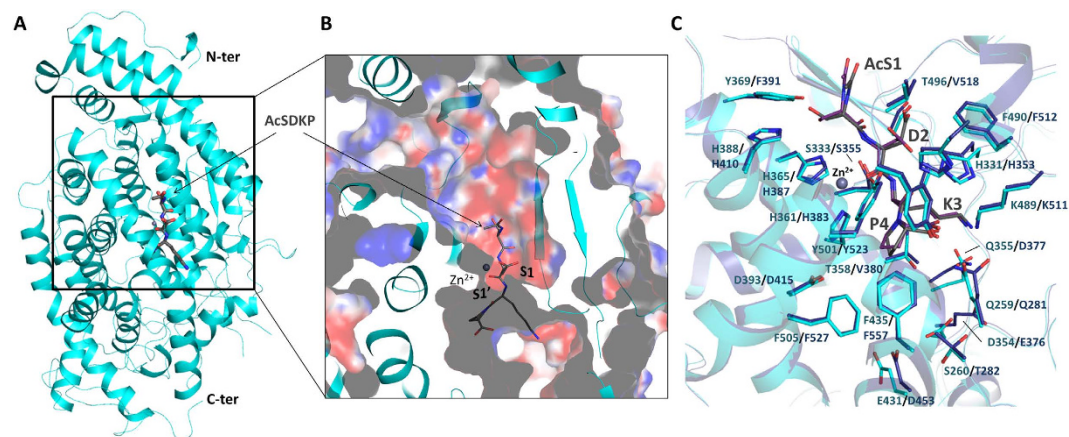 A
N-ter
AcSDKP
C-ter
B
Zn2+
S1
S1'
C
AcS1
Y369/F391
T496/V518
F490/F512
D2
H388/
H410
S333/S355
H365/
H387
Zn2+
H331/H353
K3
K489/K511
H361/H383
P4
Y501/Y523
T358/V380
Q355/D377
D393/D415
Q259/Q281
F435/
F557
F505/F527
D354/E376
S260/T282
E431/D453